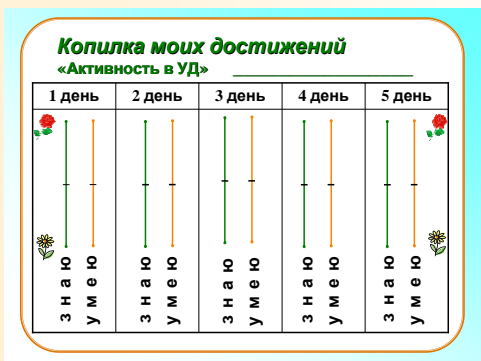 Копилка моих достижений
«Активность в УД» ____________________
1 день 2 день 3 день 4 день 5 день
знаю умею знаю умею знаю умею знаю умею знаю умею